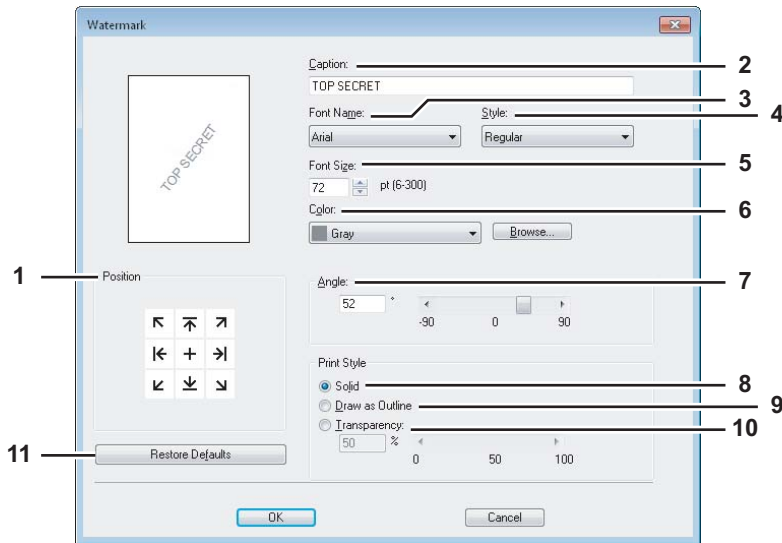 Watermark
TOP SECRET
Caption: 2
TOP SECRET
3
Font Name: Style: 4
Arial Regular
Font Size: 5
72 pt (6-300)
Color: 6
Gray Browse...
1 Position
Angle: 7
52 °
-90 0 90
Print Style
Solid 8
Draw as Outline 9
Transparency: 10
50 %
0 50 100
11 Restore Defaults
OK Cancel